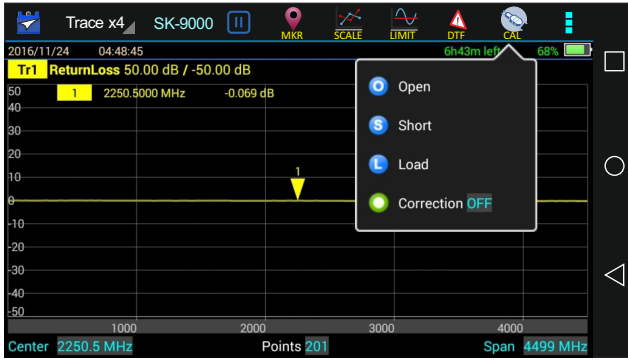 Trace x4 SK-9000 MKR SCALE LIMIT DTF CAL
2016/11/24 04:48:45 6h43m left 68%
Tr1 ReturnLoss 50.00 dB / -50.00 dB
50
1 2250.5000 MHz -0.069 dB
40
30
20
10
0
-10
-20
-30
-40
-50
1
O Open
S Short
L Load
Correction OFF
1000 2000 3000 4000
Center 2250.5 MHz Points 201 Span 4499 MHz